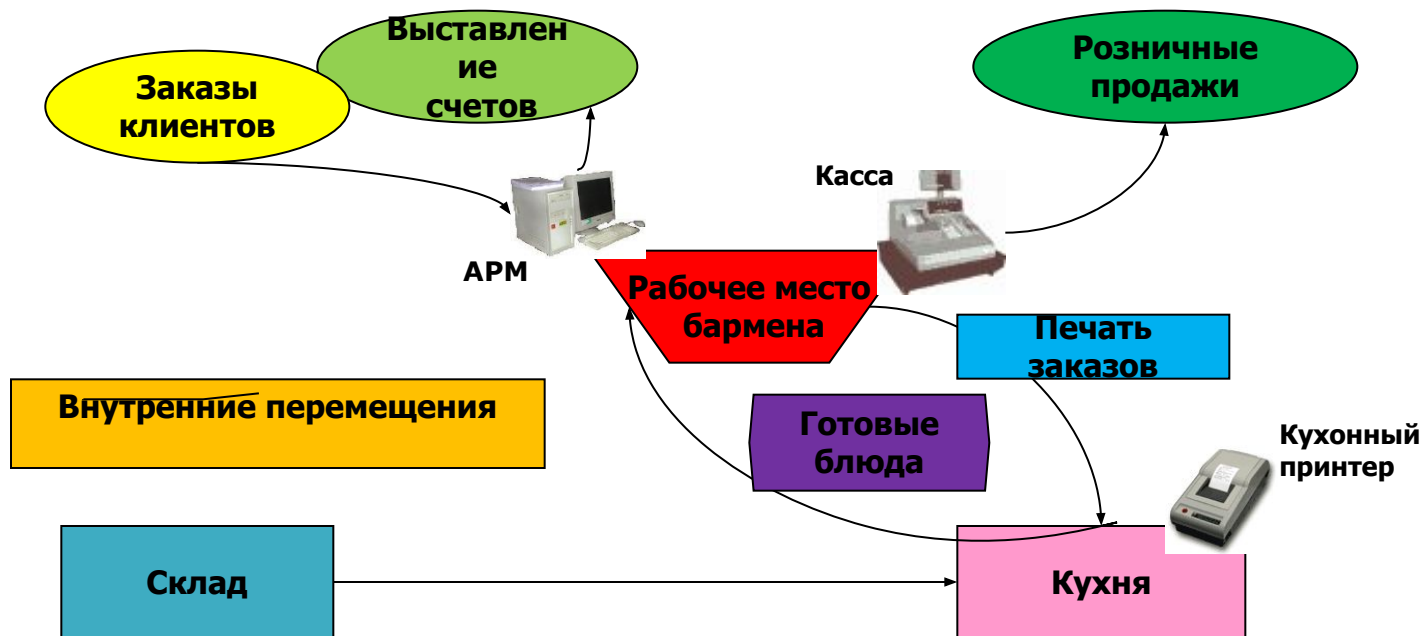 Выставлен
ие
счетов
Заказы
клиентов
Розничные
продажи
Касса
АРМ
Рабочее место
бармена
Печать
заказов
Внутренние перемещения
Готовые
блюда
Кухонный
принтер
Склад
Кухня